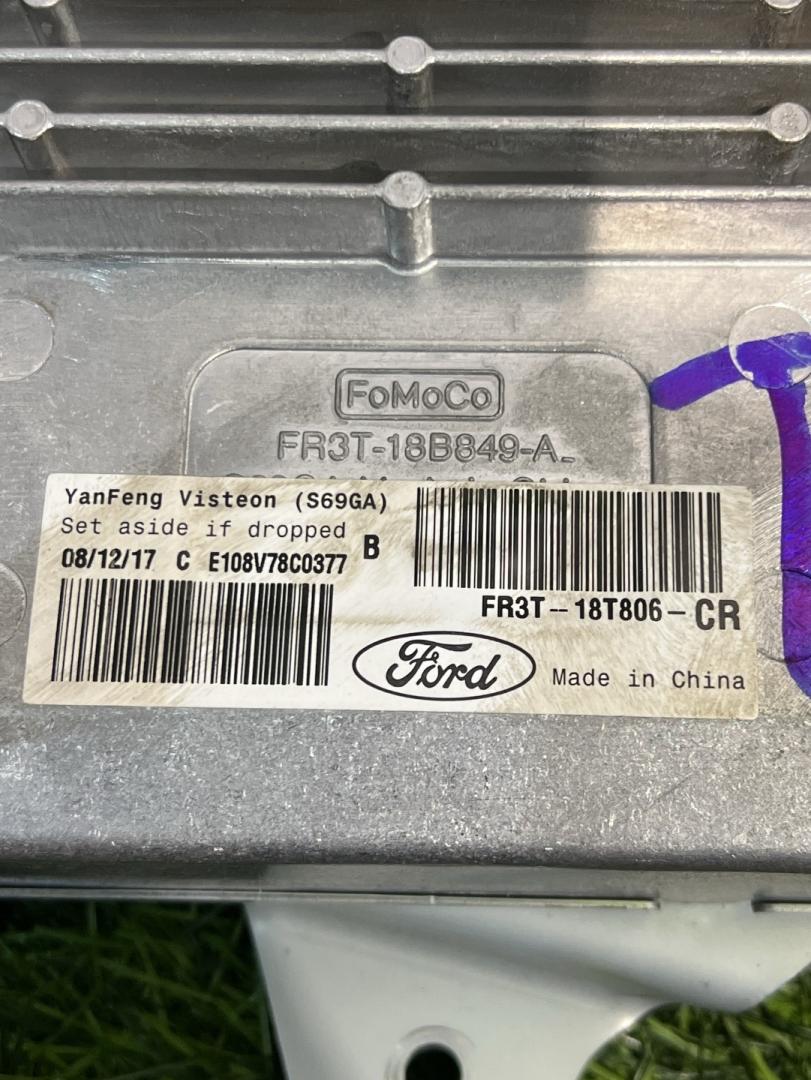 FoMoCo
FR3T-18B849-A
YanFeng Visteon (S69GA)
Set aside if dropped
08/12/17 C E108V78C0377 B
FR3T-18T806-CR
Ford
Made in China